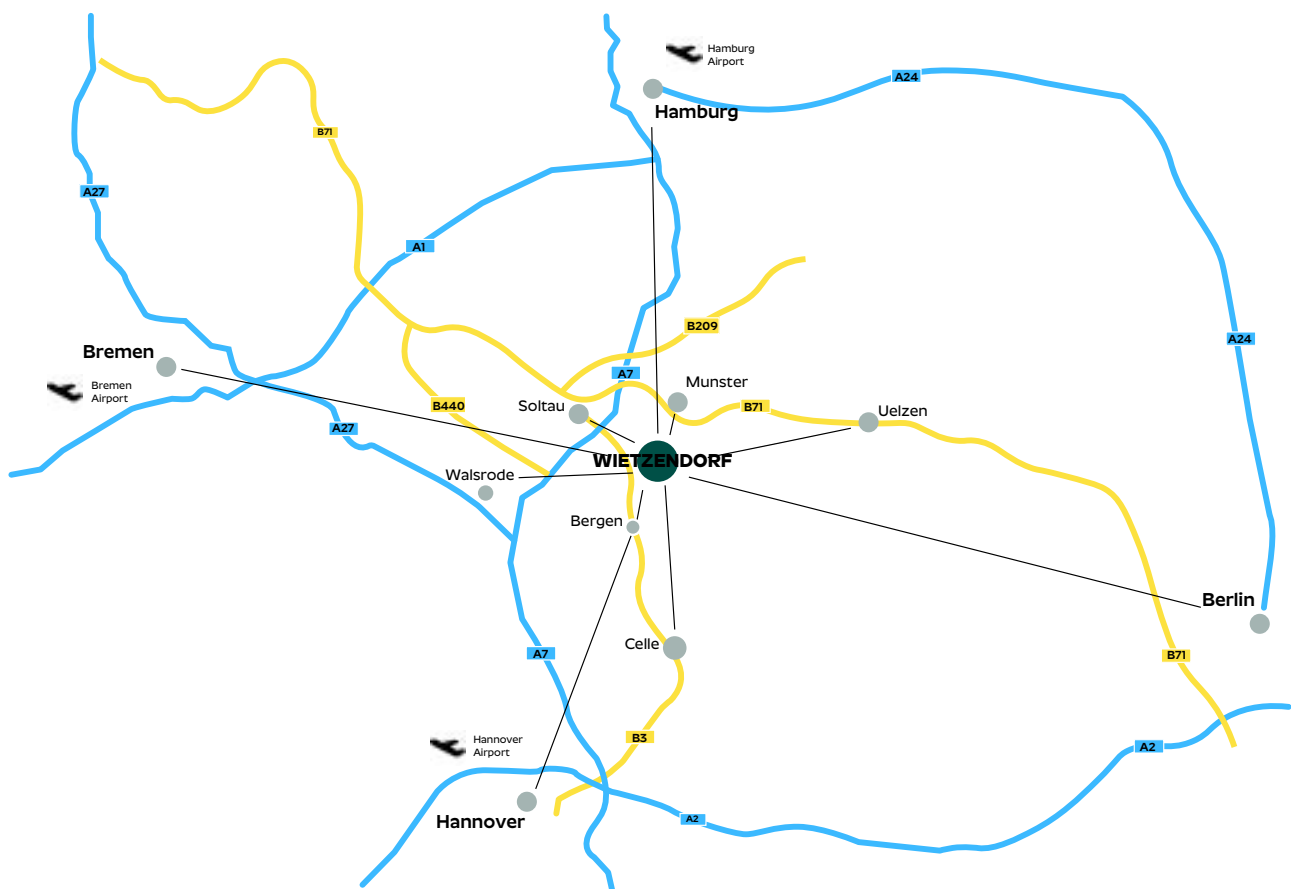 Hamburg
Airport
A24
Hamburg
B71
A27
A1
B209
A24
Bremen
Bremen
Airport
A7
Munster
B440
Soltau
B71
Uelzen
A27
WIETZENDORF
Walsrode
Bergen
Berlin
Celle
A7
B71
B3
Hannover
Airport
A2
Hannover
A2